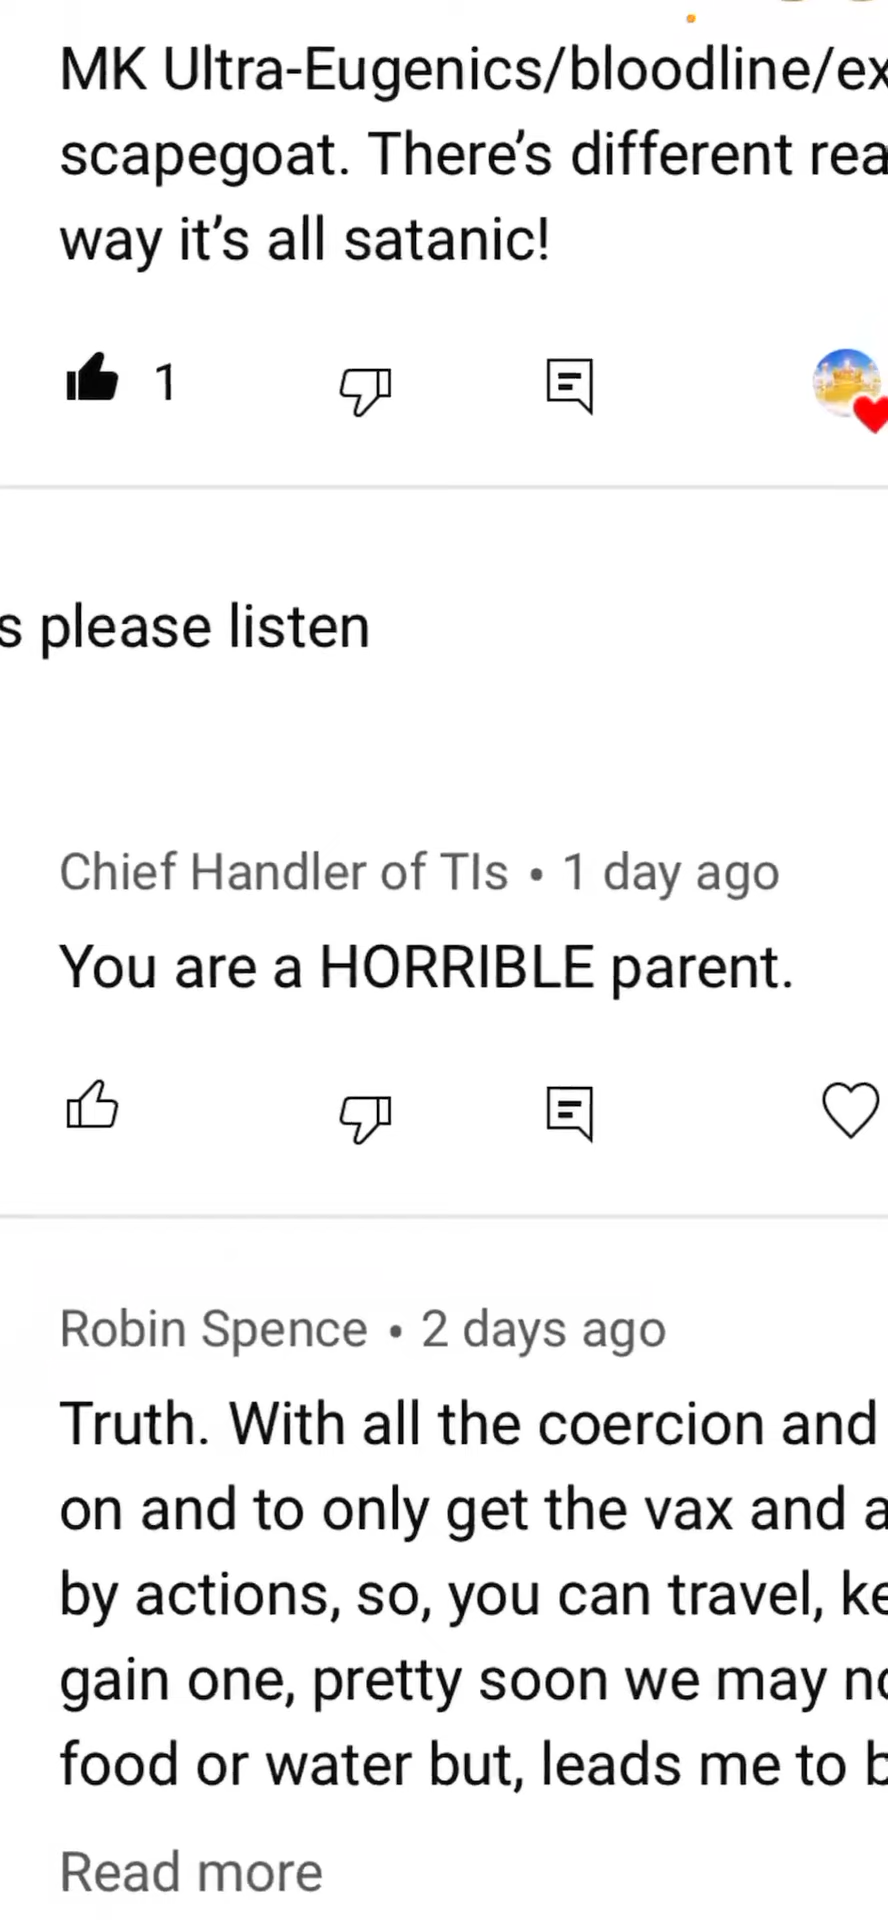 MK Ultra-Eugenics/bloodline/ex
scapegoat. There’s different rea
way it’s all satanic!
1
s please listen
Chief Handler of TIs • 1 day ago
You are a HORRIBLE parent.
Robin Spence • 2 days ago
Truth. With all the coercion and
on and to only get the vax and a
by actions, so, you can travel, ke
gain one, pretty soon we may no
food or water but, leads me to b
Read more